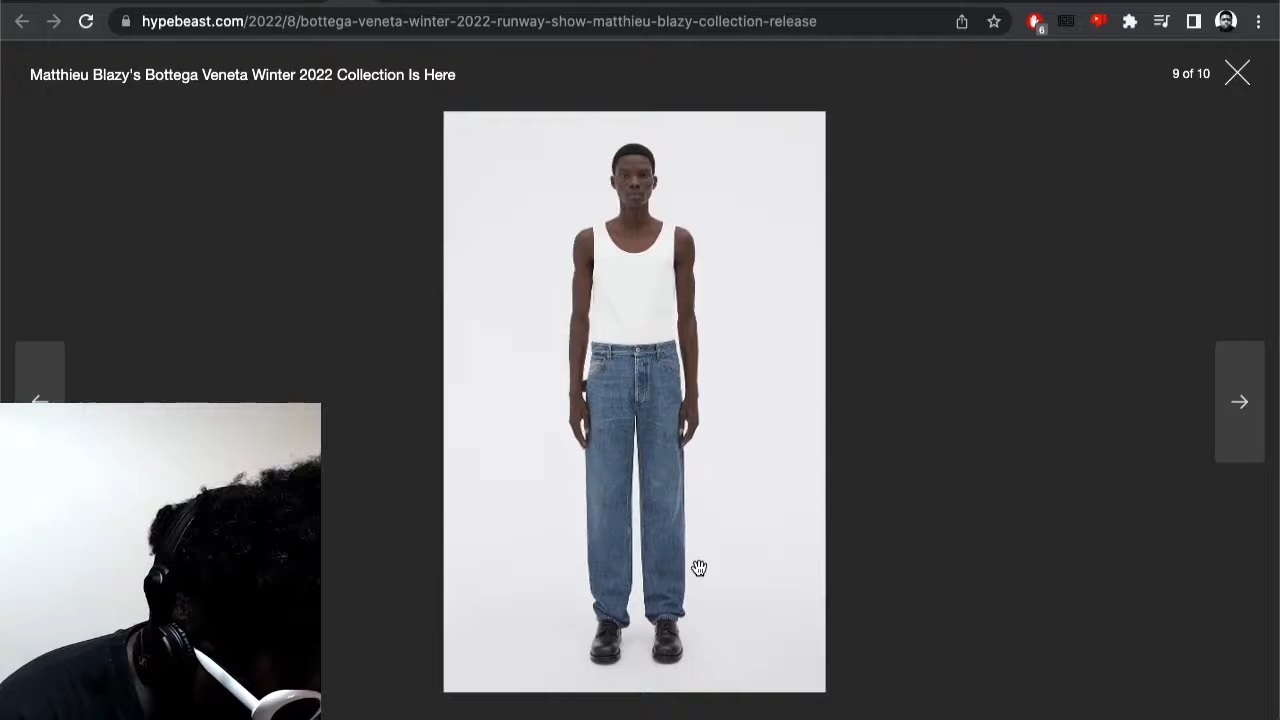 hypebeast.com/2022/8/bottega-veneta-winter-2022-runway-show-matthieu-blazy-collection-release
6
Matthieu Blazy's Bottega Veneta Winter 2022 Collection Is Here
9 of 10